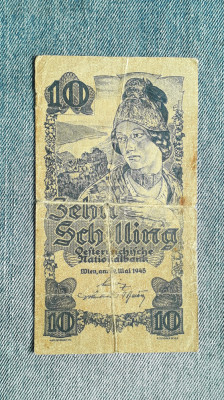 10
Zehn
Schilling
Oesterreichische
Nationalbank
Wien, am Mai 1945
10 10